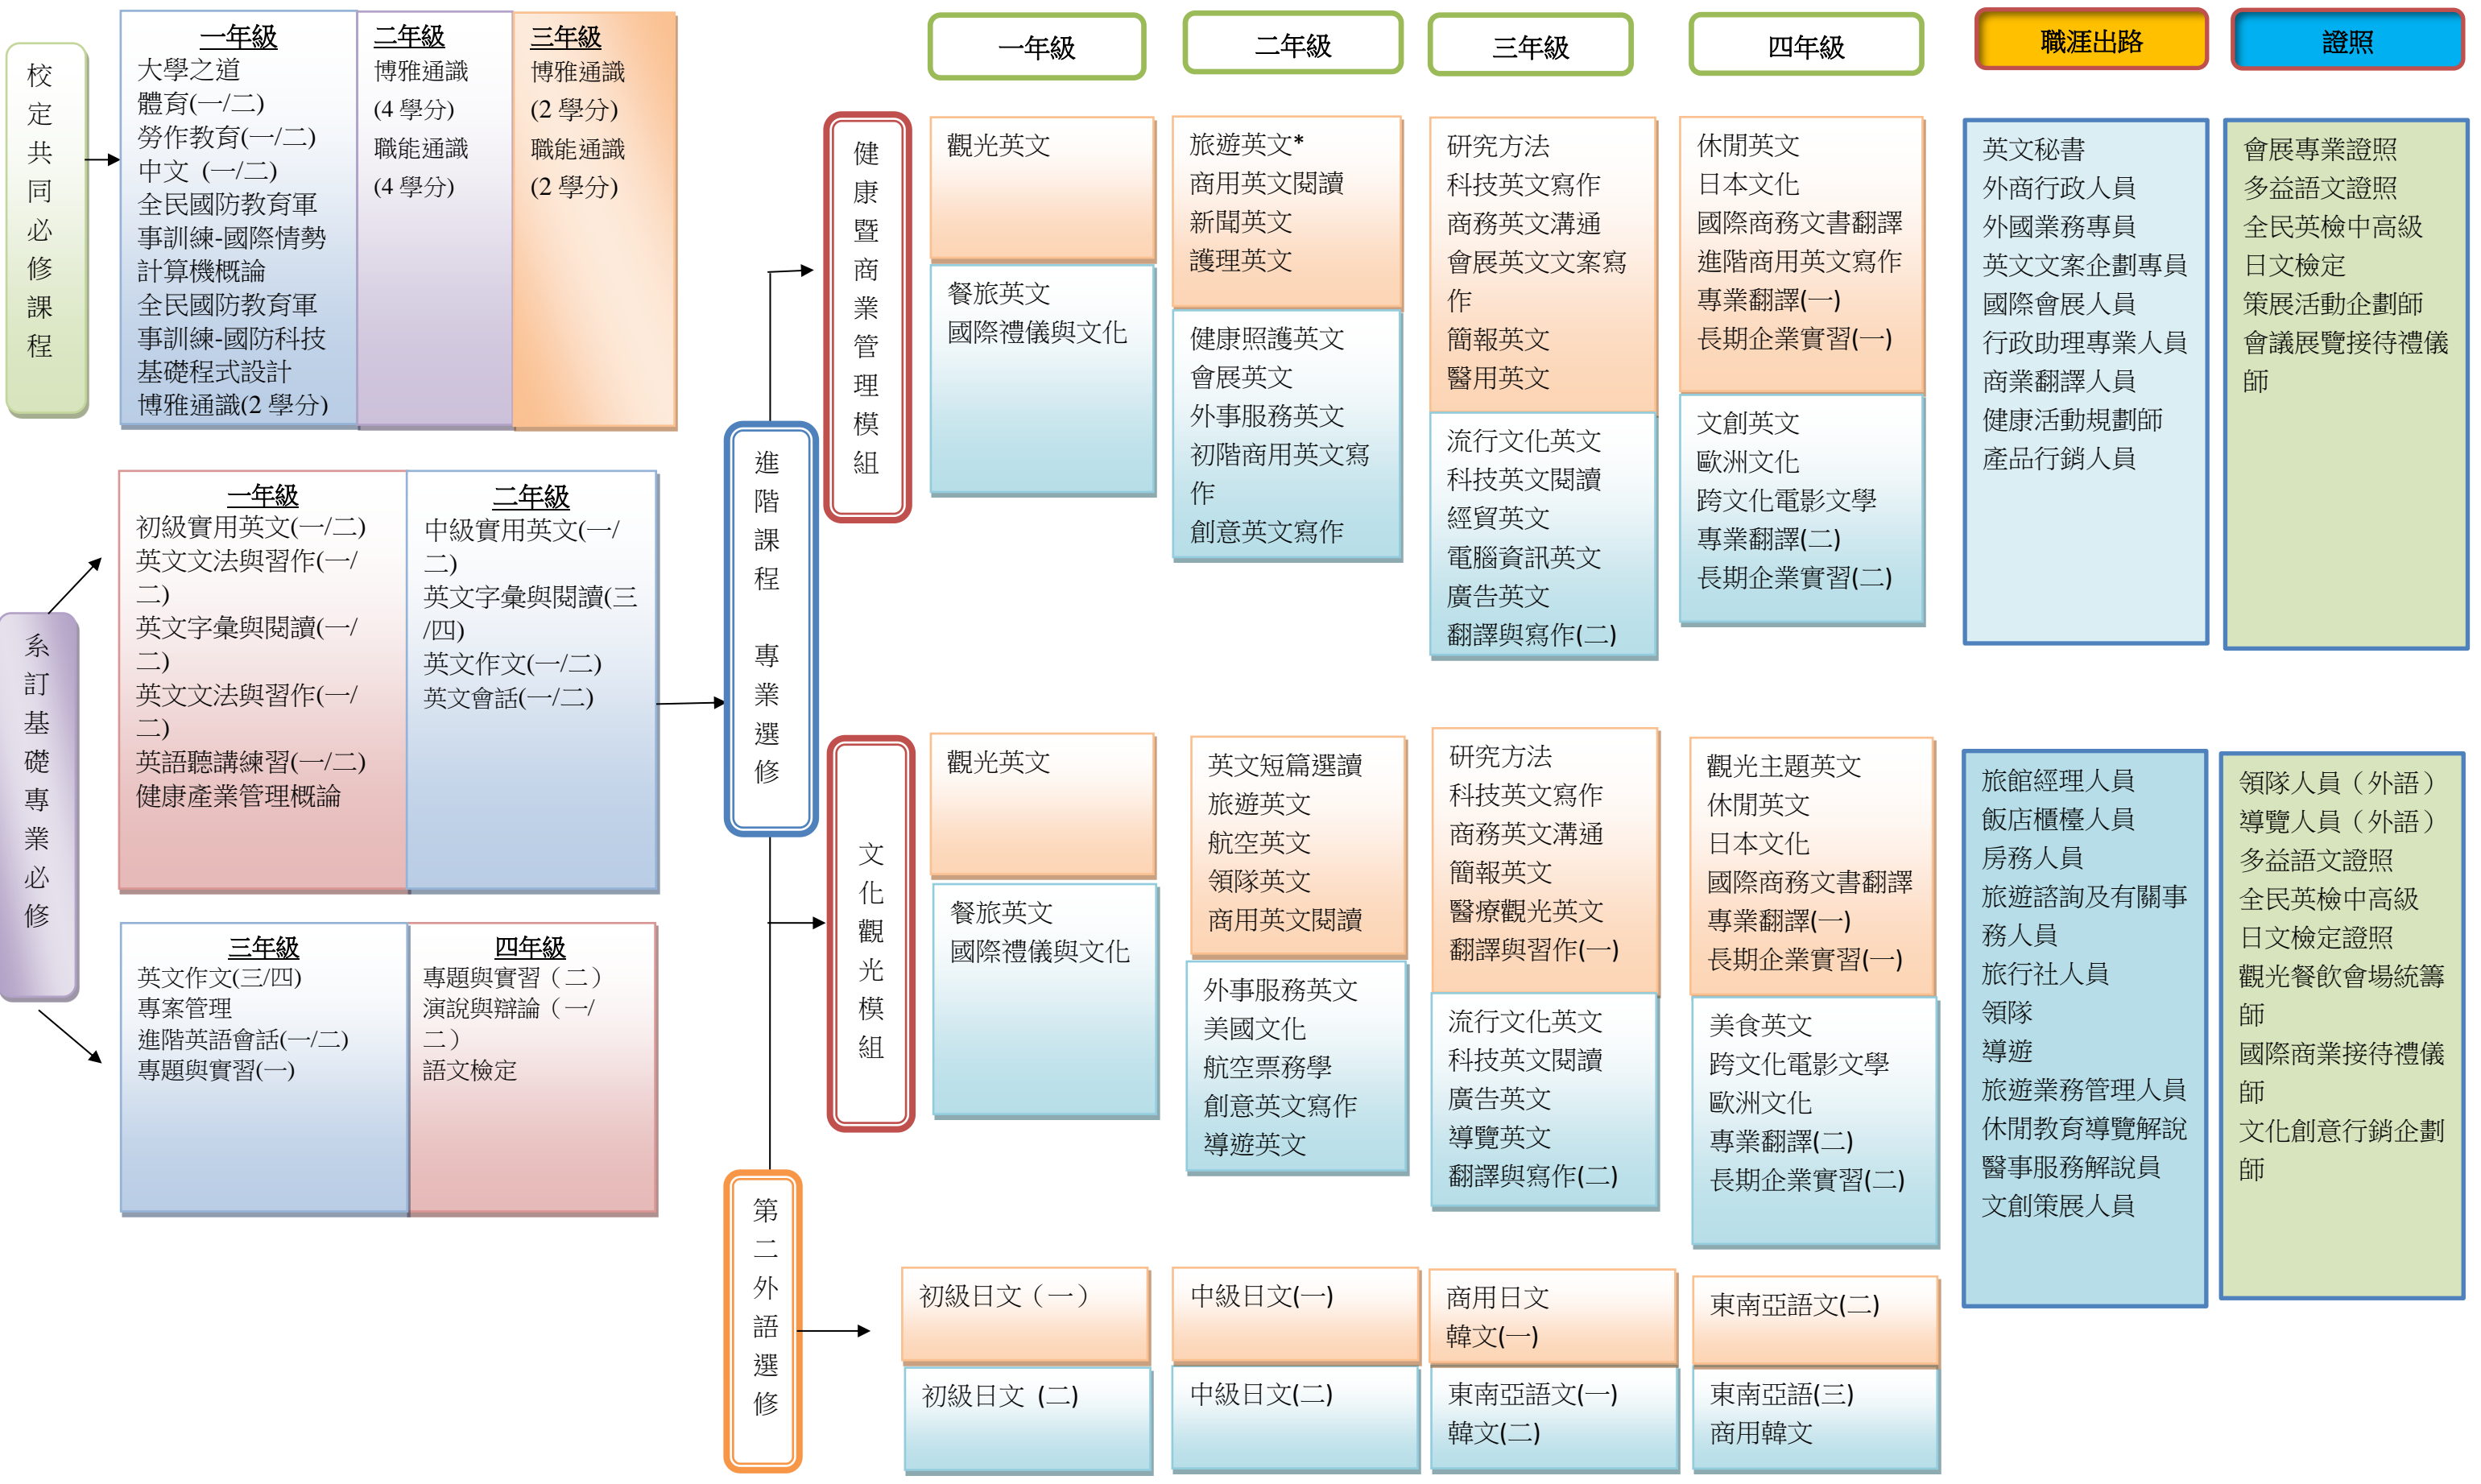 校定共同必修課程
一年級
大學之道
體育(一/二)
勞作教育(一/二)
中文 (一/二)
全民國防教育軍
事訓練-國際情勢
計算機概論
全民國防教育軍
事訓練-國防科技
基礎程式設計
博雅通識(2 學分)
二年級
博雅通識
(4 學分)
職能通識
(4 學分)
三年級
博雅通識
(2 學分)
職能通識
(2 學分)
系訂基礎專業必修
一年級
初級實用英文(一/二)
英文文法與習作(一/
二)
英文字彙與閱讀(一/
二)
英文文法與習作(一/
二)
英語聽講練習(一/二)
健康產業管理概論
二年級
中級實用英文(一/
二)
英文字彙與閱讀(三
/四)
英文作文(一/二)
英文會話(一/二)
三年級
英文作文(三/四)
專案管理
進階英語會話(一/二)
專題與實習(一)
四年級
專題與實習（二）
演說與辯論（一/
二）
語文檢定
進階課程 專業選修
一年級
二年級
三年級
四年級
職涯出路
證照
健康暨商業管理模組
觀光英文
餐旅英文
國際禮儀與文化
旅遊英文*
商用英文閱讀
新聞英文
護理英文
健康照護英文
會展英文
外事服務英文
初階商用英文寫
作
創意英文寫作
研究方法
科技英文寫作
商務英文溝通
會展英文文案寫
作
簡報英文
醫用英文
流行文化英文
科技英文閱讀
經貿英文
電腦資訊英文
廣告英文
翻譯與寫作(二)
休閒英文
日本文化
國際商務文書翻譯
進階商用英文寫作
專業翻譯(一)
長期企業實習(一)
文創英文
歐洲文化
跨文化電影文學
專業翻譯(二)
長期企業實習(二)
英文秘書
外商行政人員
外國業務專員
英文文案企劃專員
國際會展人員
行政助理專業人員
商業翻譯人員
健康活動規劃師
產品行銷人員
會展專業證照
多益語文證照
全民英檢中高級
日文檢定
策展活動企劃師
會議展覽接待禮儀
師
文化觀光模組
觀光英文
餐旅英文
國際禮儀與文化
英文短篇選讀
旅遊英文
航空英文
領隊英文
商用英文閱讀
外事服務英文
美國文化
航空票務學
創意英文寫作
導遊英文
研究方法
科技英文寫作
商務英文溝通
簡報英文
醫療觀光英文
翻譯與習作(一)
流行文化英文
科技英文閱讀
廣告英文
導覽英文
翻譯與寫作(二)
觀光主題英文
休閒英文
日本文化
國際商務文書翻譯
專業翻譯(一)
長期企業實習(一)
美食英文
跨文化電影文學
歐洲文化
專業翻譯(二)
長期企業實習(二)
旅館經理人員
飯店櫃檯人員
房務人員
旅遊諮詢及有關事
務人員
旅行社人員
領隊
導遊
旅遊業務管理人員
休閒教育導覽解說
醫事服務解說員
文創策展人員
領隊人員（外語）
導覽人員（外語）
多益語文證照
全民英檢中高級
日文檢定證照
觀光餐飲會場統籌
師
國際商業接待禮儀
師
文化創意行銷企劃
師
第二外語選修
初級日文（一）
初級日文 (二)
中級日文(一)
中級日文(二)
商用日文
韓文(一)
東南亞語文(一)
韓文(二)
東南亞語文(二)
東南亞語(三)
商用韓文